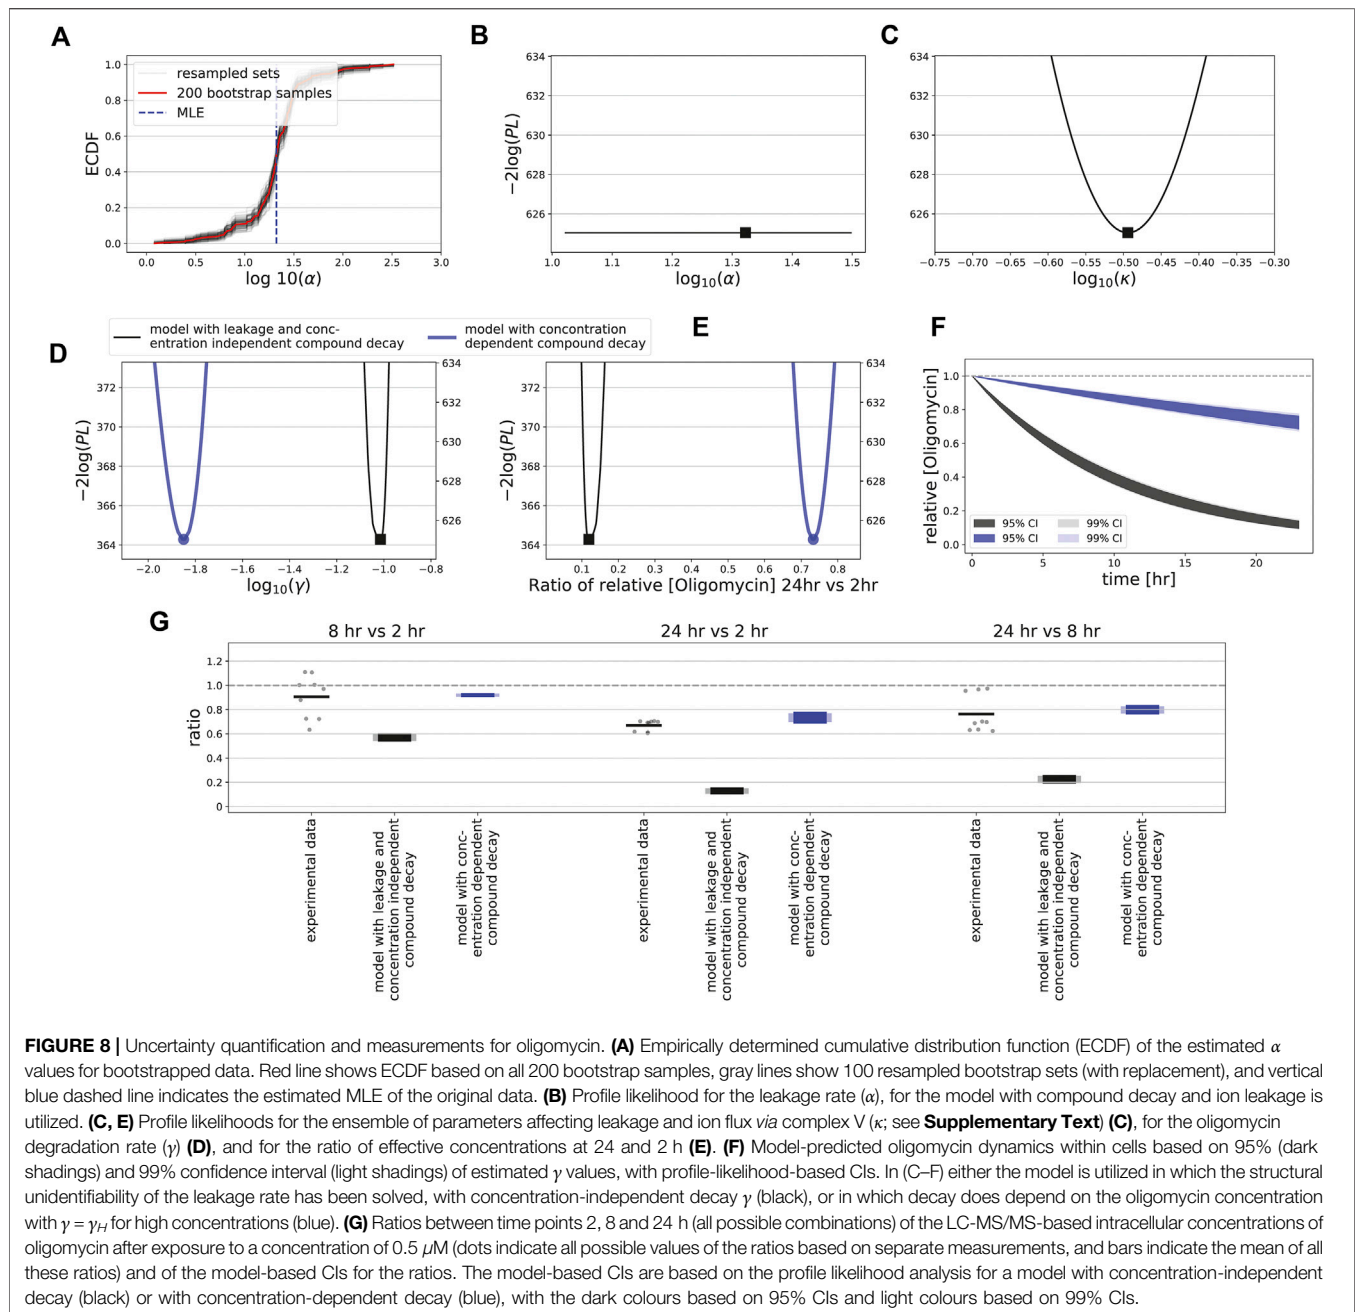 A
1.0
0.8
0.6
0.4
0.2
0.0
ECDF
resampled sets
200 bootstrap samples
MLE
0.0 0.5 1.0 1.5 2.0 2.5 3.0
log 10(α)
B
634
632
630
628
626
−2log(PL)
1.0 1.1 1.2 1.3 1.4 1.5
log₁₀(α)
C
634
632
630
628
626
−0.75 −0.60 −0.55 −0.50 −0.45 −0.40 −0.35 −0.30
log₁₀(κ)
model with leakage and conc-
entration independent compound decay
model with concontration
dependent compound decay
D
372
370
368
366
364
−2log(PL)
634
632
630
628
626
−2.0 −1.8 −1.6 −1.4 −1.2 −1.0 −0.8
log₁₀(γ)
E
372
370
368
366
364
−2log(PL)
634
632
630
628
626
0.1 0.2 0.3 0.4 0.5 0.6 0.7 0.8
Ratio of relative [Oligomycin] 24hr vs 2hr
F
1.0
0.8
0.6
0.4
0.2
0.0
relative [Oligomycin]
95% CI 99% CI
95% CI 99% CI
0 5 10 15 20
time [hr]
G
8 hr vs 2 hr 24 hr vs 2 hr 24 hr vs 8 hr
1.2
1.0
0.8
0.6
0.4
0.2
0
ratio
experimental data
model with leakage and
concentration independent
compound decay
model with conc-
entration dependent
compound decay
experimental data
model with leakage and
concentration independent
compound decay
model with conc-
entration dependent
compound decay
experimental data
model with leakage and
concentration independent
compound decay
model with conc-
entration dependent
compound decay
FIGURE 8 | Uncertainty quantification and measurements for oligomycin. (A) Empirically determined cumulative distribution function (ECDF) of the estimated α
values for bootstrapped data. Red line shows ECDF based on all 200 bootstrap samples, gray lines show 100 resampled bootstrap sets (with replacement), and vertical
blue dashed line indicates the estimated MLE of the original data. (B) Profile likelihood for the leakage rate (α), for the model with compound decay and ion leakage is
utilized. (C, E) Profile likelihoods for the ensemble of parameters affecting leakage and ion flux via complex V (κ; see Supplementary Text) (C), for the oligomycin
degradation rate (γ) (D), and for the ratio of effective concentrations at 24 and 2 h (E). (F) Model-predicted oligomycin dynamics within cells based on 95% (dark
shadings) and 99% confidence interval (light shadings) of estimated γ values, with profile-likelihood-based CIs. In (C–F) either the model is utilized in which the structural
unidentifiability of the leakage rate has been solved, with concentration-independent decay γ (black), or in which decay does depend on the oligomycin concentration
with γ = γH for high concentrations (blue). (G) Ratios between time points 2, 8 and 24 h (all possible combinations) of the LC-MS/MS-based intracellular concentrations of
oligomycin after exposure to a concentration of 0.5 μM (dots indicate all possible values of the ratios based on separate measurements, and bars indicate the mean of all
these ratios) and of the model-based CIs for the ratios. The model-based CIs are based on the profile likelihood analysis for a model with concentration-independent
decay (black) or with concentration-dependent decay (blue), with the dark colours based on 95% CIs and light colours based on 99% CIs.